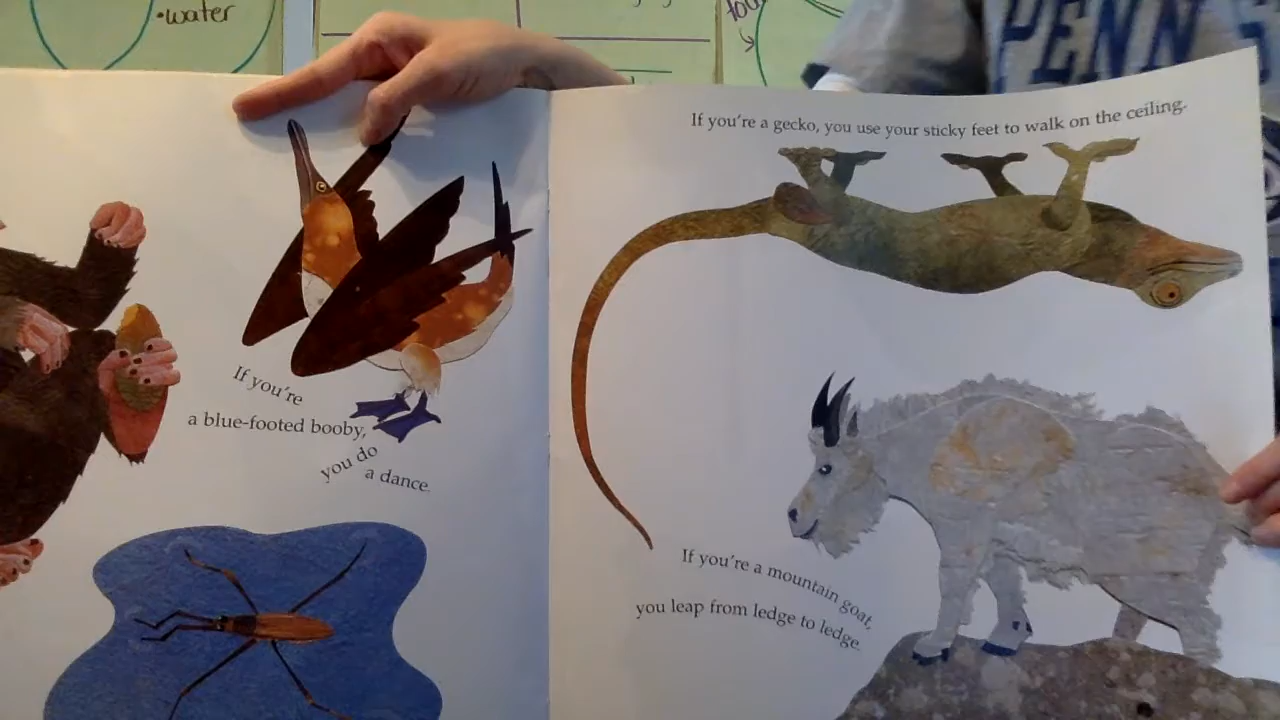 •water
PENN S
If you're
a blue-footed booby,
you do
a dance.
If you're a gecko, you use your sticky feet to walk on the ceiling.
If you're a mountain goat,
you leap from ledge to ledge.